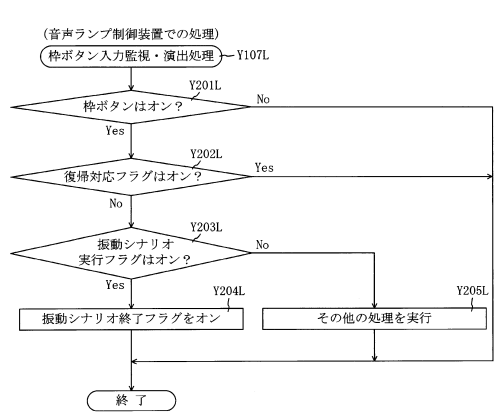 (音声ランプ制御装置での処理)
枠ボタン入力監視・演出処理
Y107L
Y201L
枠ボタンはオン?
No
Yes
Y202L
復帰対応フラグはオン?
Yes
No
Y203L
振動シナリオ
実行フラグはオン?
No
Yes
Y204L
振動シナリオ終了フラグをオン
Y205L
その他の処理を実行
終了